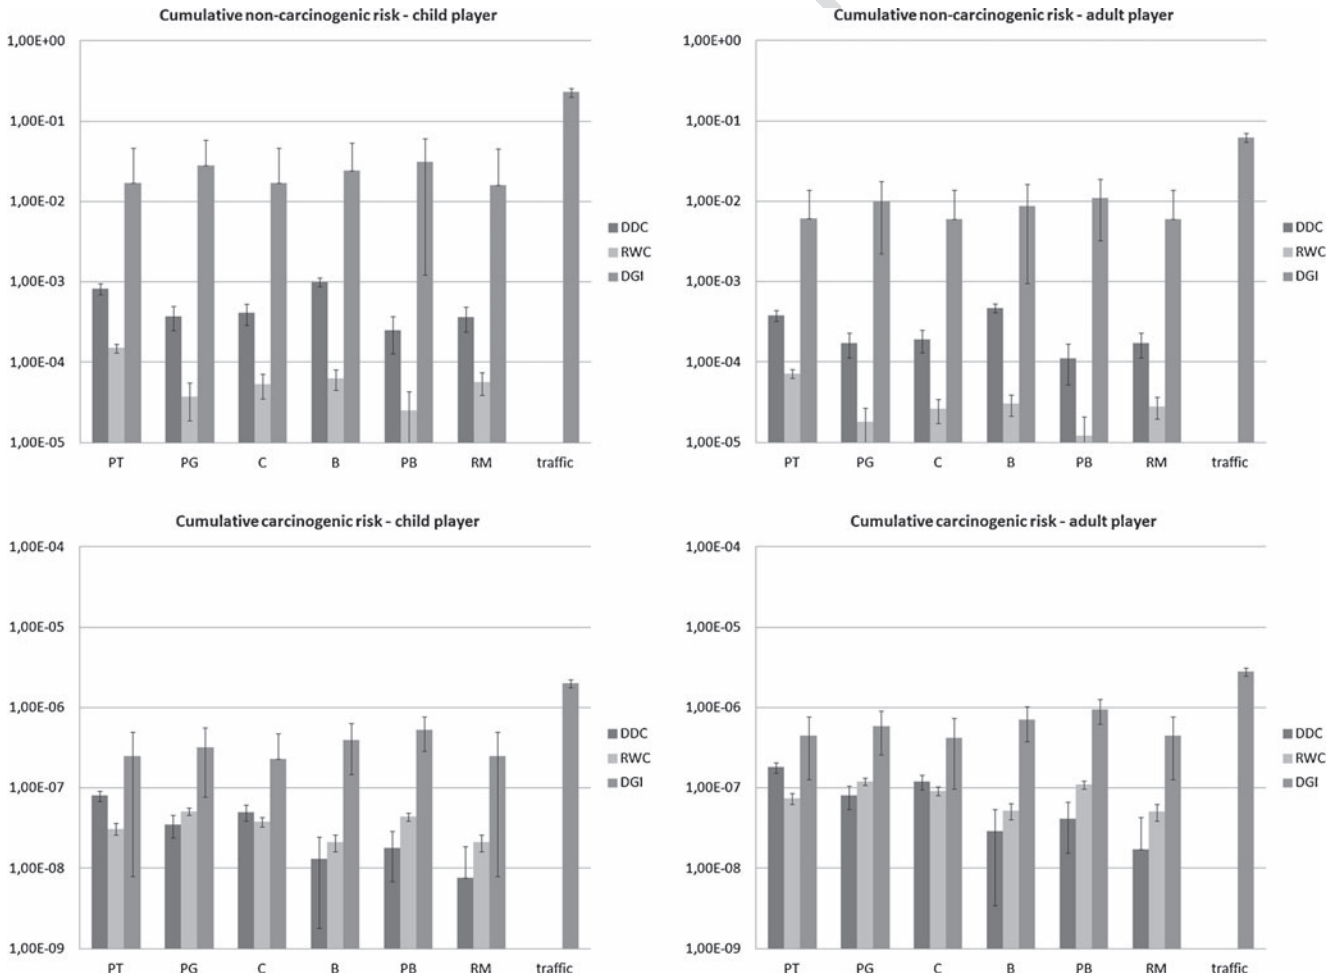 Cumulative non-carcinogenic risk - child player
1,00E+00
1,00E-01
1,00E-02
1,00E-03
1,00E-04
1,00E-05
PT PG C B PB RM traffic
DDC
RWC
DGI
Cumulative non-carcinogenic risk - adult player
1,00E+00
1,00E-01
1,00E-02
1,00E-03
1,00E-04
1,00E-05
PT PG C B PB RM traffic
DDC
RWC
DGI
Cumulative carcinogenic risk - child player
1,00E-04
1,00E-05
1,00E-06
1,00E-07
1,00E-08
1,00E-09
PT PG C B PB RM traffic
DDC
RWC
DGI
Cumulative carcinogenic risk - adult player
1,00E-04
1,00E-05
1,00E-06
1,00E-07
1,00E-08
1,00E-09
PT PG C B PB RM traffic
DDC
RWC
DGI